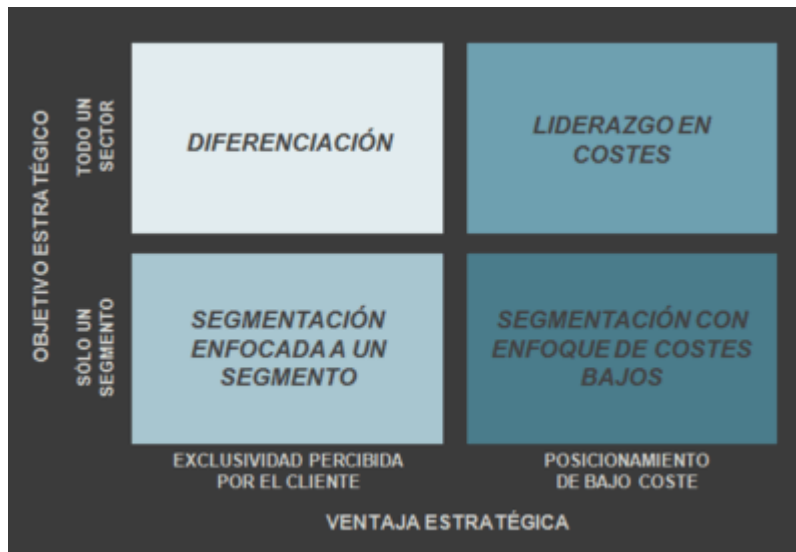 OBJETIVO ESTRATÉGICO
TODO UN
SECTOR
DIFERENCIACIÓN
LIDERAZGO EN
COSTES
SÓLO UN
SEGMENTO
SEGMENTACIÓN
ENFOCADA A UN
SEGMENTO
SEGMENTACIÓN CON
ENFOQUE DE COSTES
BAJOS
EXCLUSIVIDAD PERCIBIDA
POR EL CLIENTE
POSICIONAMIENTO
DE BAJO COSTE
VENTAJA ESTRATÉGICA